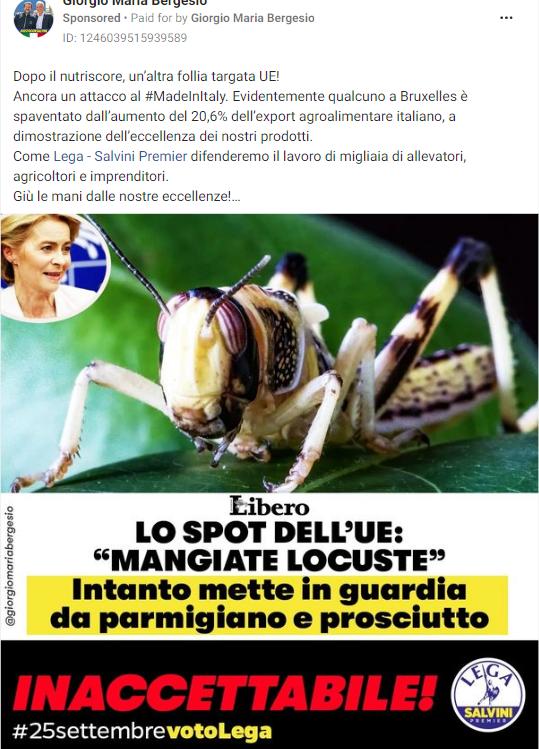 Giorgio Maria Bergesio
Sponsored • Paid for by Giorgio Maria Bergesio
ID: 1246039515939589
Dopo il nutriscore, un'altra follia targata UE!
Ancora un attacco al #MadeInItaly. Evidentemente qualcuno a Bruxelles è
spaventato dall'aumento del 20,6% dell'export agroalimentare italiano, a
dimostrazione dell'eccellenza dei nostri prodotti.
Come Lega - Salvini Premier difenderemo il lavoro di migliaia di allevatori,
agricoltori e imprenditori.
Giù le mani dalle nostre eccellenze!...
Libero
LO SPOT DELL'UE:
“MANGIATE LOCUSTE”
Intanto mette in guardia
da parmigiano e prosciutto
@giorgiomariabergesio
INACCETTABILE!
#25settembrevotoLega
LEGA
SALVINI
PREMIER